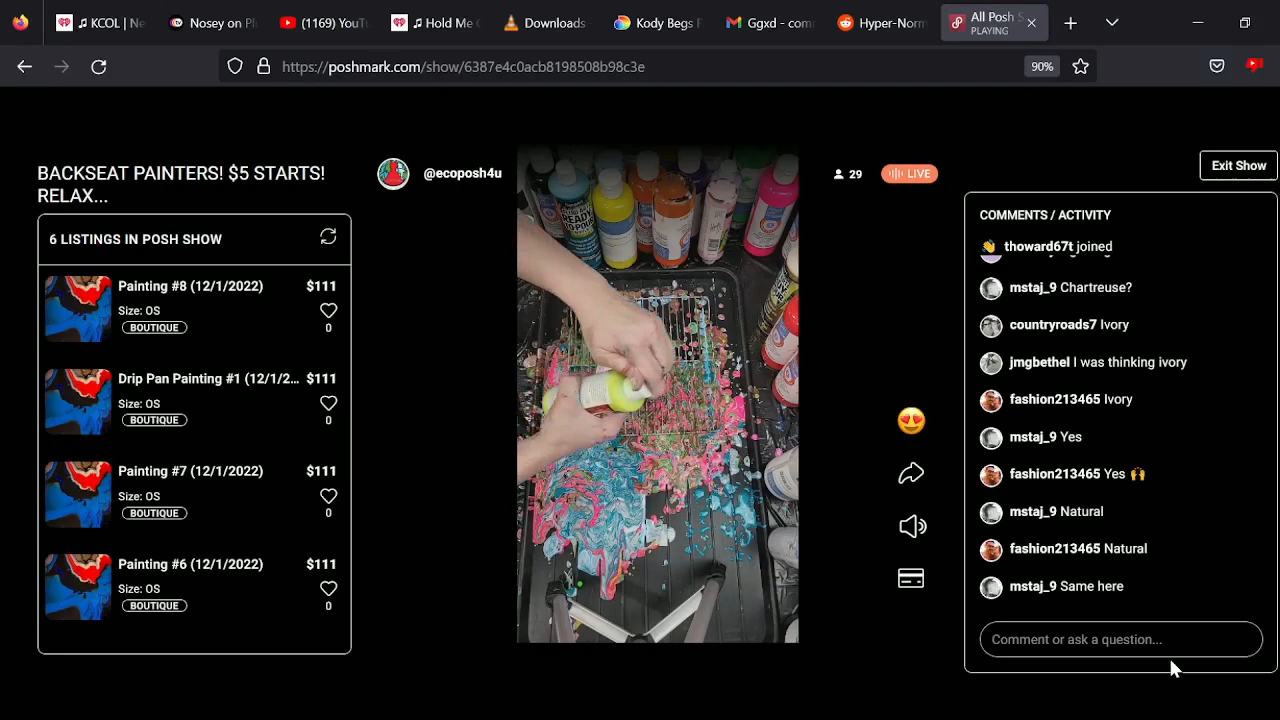 ♫ KCOL | Ne
Nosey on Pl
(1169) YouTu
♫ Hold Me C
Downloads
Kody Begs F
Ggxd - com
Hyper-Norm
All Posh S
PLAYING
https://poshmark.com/show/6387e4c0acb8198508b98c3e
90%
BACKSEAT PAINTERS! $5 STARTS!
RELAX...
@ecoposh4u
29
LIVE
Exit Show
6 LISTINGS IN POSH SHOW
Painting #8 (12/1/2022) $111
Size: OS
BOUTIQUE
0
Drip Pan Painting #1 (12/1/2... $111
Size: OS
BOUTIQUE
0
Painting #7 (12/1/2022) $111
Size: OS
BOUTIQUE
0
Painting #6 (12/1/2022) $111
Size: OS
BOUTIQUE
0
READY
COMMENTS / ACTIVITY
👏 thoward67t joined
mstaj_9 Chartreuse?
countryroads7 Ivory
jmgbethel I was thinking ivory
fashion213465 Ivory
mstaj_9 Yes
fashion213465 Yes 🙌
mstaj_9 Natural
fashion213465 Natural
mstaj_9 Same here
Comment or ask a question...